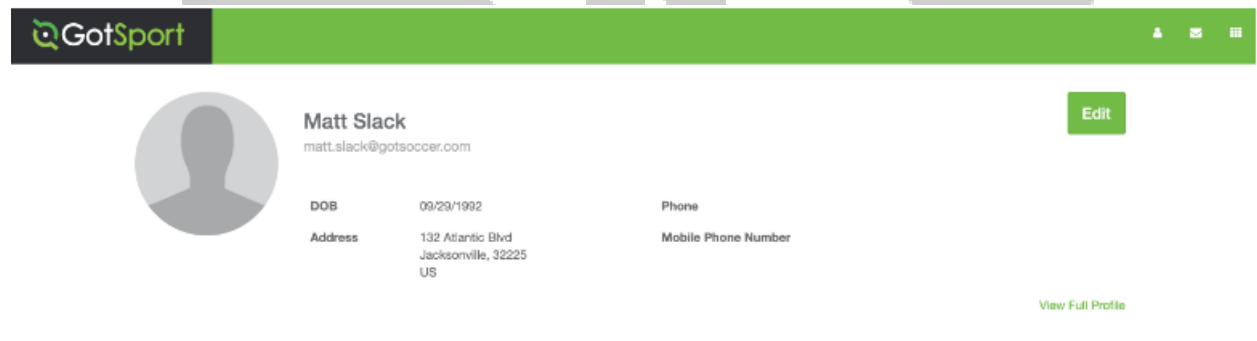 GotSport
Matt Slack
Edit
matt.slack@gotsoccer.com
DOB 09/29/1992 Phone
Address 132 Atlantic Blvd Mobile Phone Number
Jacksonville, 32225
US
View Full Profile